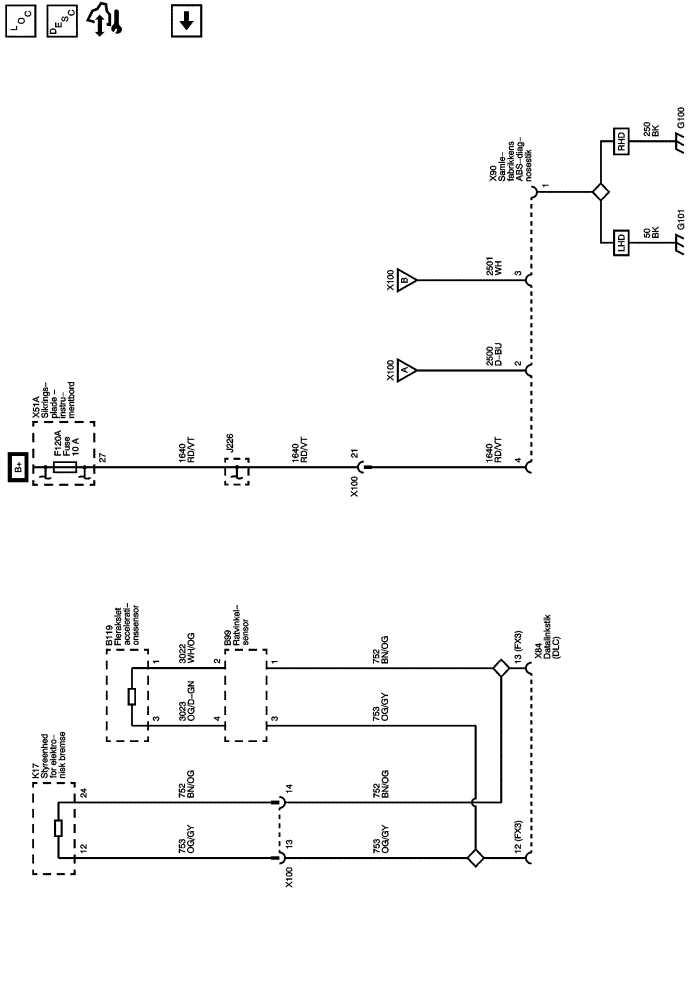 LOC
DESC
B+
X51A
Sikrings-
plade -
instru-
mentbord
F120A
Fuse
10 A
27
1640
RD/VT
J226
1640
RD/VT
21
X100
1640
RD/VT
4
X100
A
2500
D-BU
2
X100
B
2501
WH
3
X90
Samle-
fabrikkens
ABS-diag-
nosestik
1
RHD
250
BK
G100
LHD
50
BK
G101
K17
Styreenhed
for elektro-
nisk bremse
24
12
752
BN/OG
753
OG/GY
14
13
X100
752
BN/OG
753
OG/GY
B119
Flerakslet
accelerati-
onssensor
1
3
3022
WH/OG
3023
OG/D-GN
2
4
B99
Ratvinkel-
sensor
1
3
752
BN/OG
753
OG/GY
13 (FX3)
12 (FX3)
X84
Datalinkstik
(DLC)